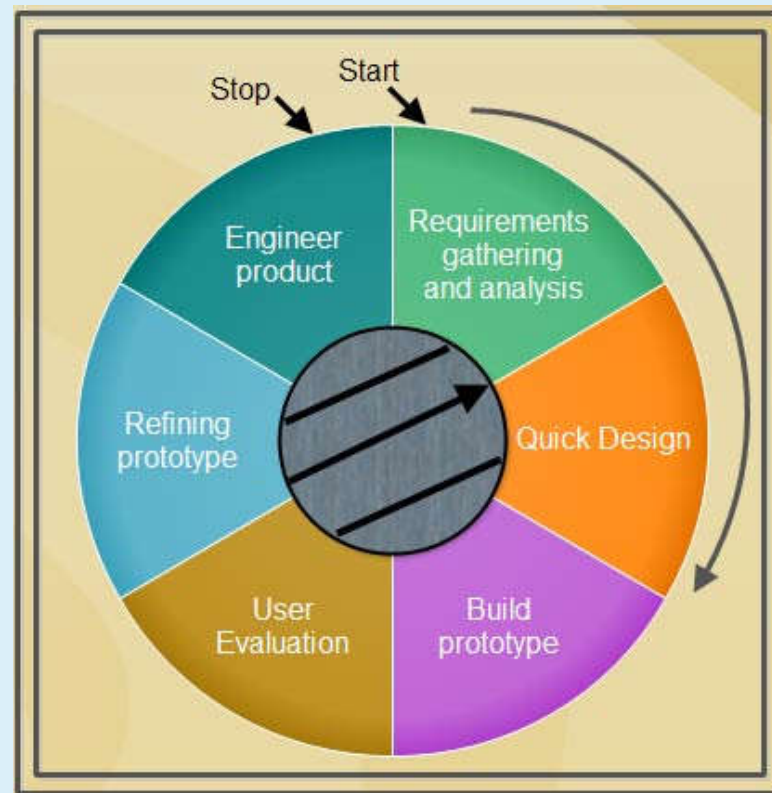 Stop
Start
Requirements
gathering
and analysis
Quick Design
Build
prototype
User
Evaluation
Refining
prototype
Engineer
product